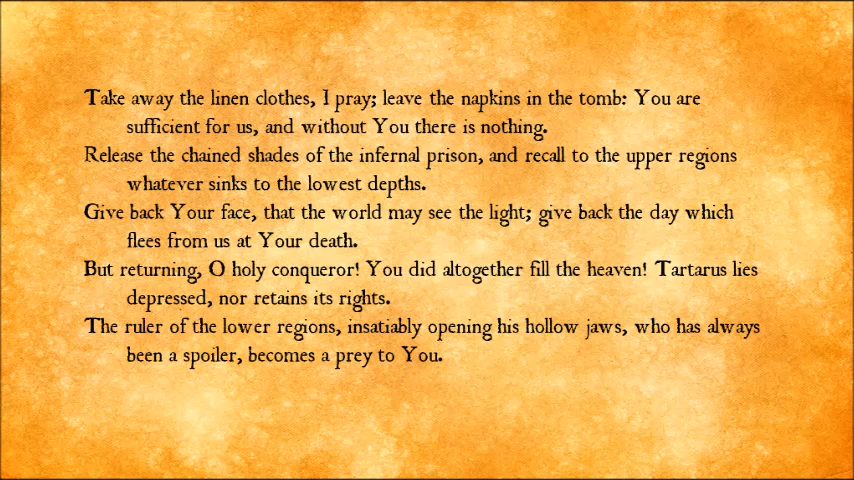 Take away the linen clothes, I pray; leave the napkins in the tomb: You are
sufficient for us, and without You there is nothing.
Release the chained shades of the infernal prison, and recall to the upper regions
whatever sinks to the lowest depths.
Give back Your face, that the world may see the light; give back the day which
flees from us at Your death.
But returning, O holy conqueror! You did altogether fill the heaven! Tartarus lies
depressed, nor retains its rights.
The ruler of the lower regions, insatiably opening his hollow jaws, who has always
been a spoiler, becomes a prey to You.